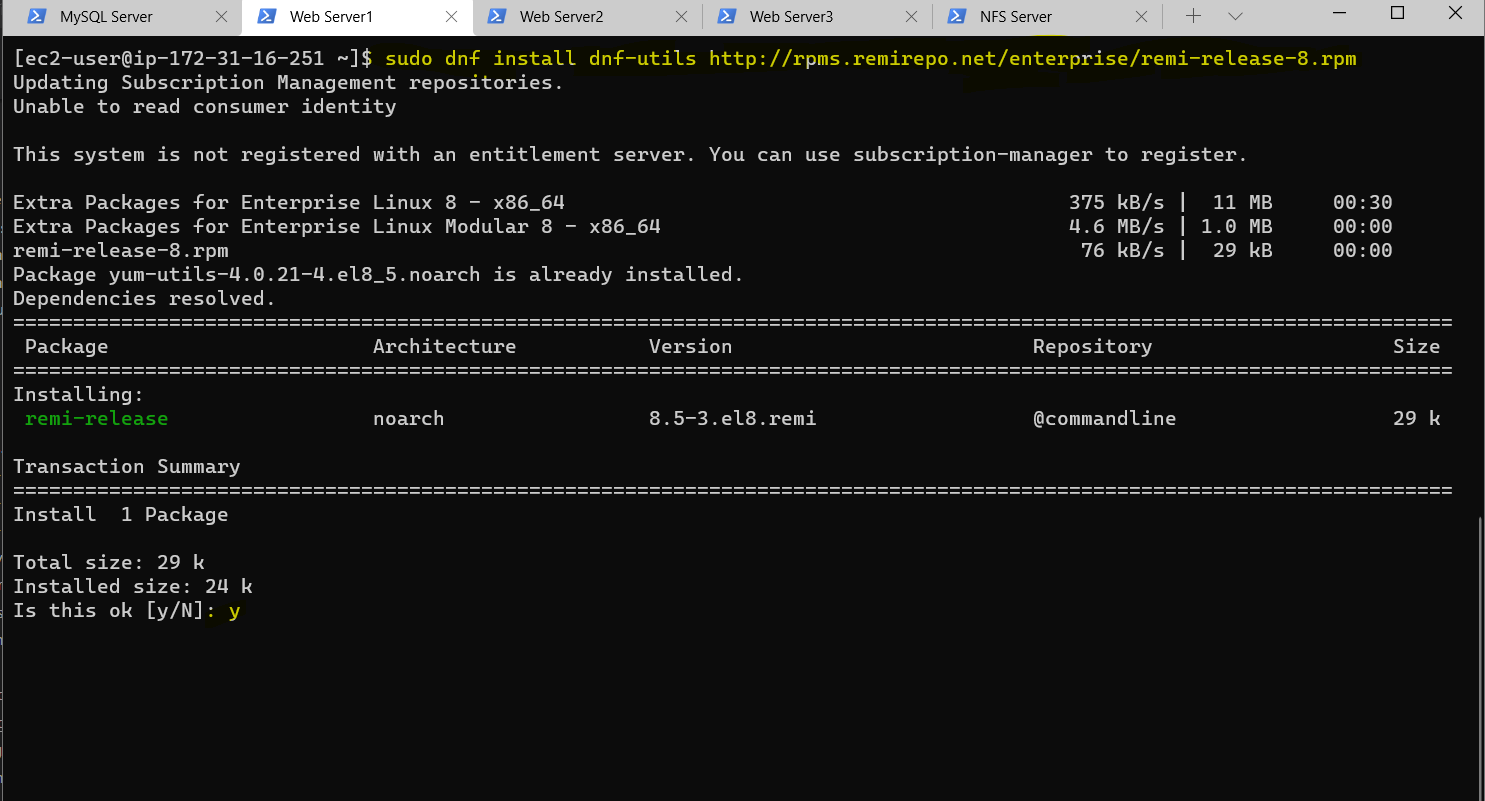 MySQL Server
Web Server1
Web Server2
Web Server3
NFS Server
[ec2-user@ip-172-31-16-251 ~]$ sudo dnf install dnf-utils http://rpms.remirepo.net/enterprise/remi-release-8.rpm
Updating Subscription Management repositories.
Unable to read consumer identity
This system is not registered with an entitlement server. You can use subscription-manager to register.
Extra Packages for Enterprise Linux 8 - x86_64 375 kB/s | 11 MB 00:30
Extra Packages for Enterprise Linux Modular 8 - x86_64 4.6 MB/s | 1.0 MB 00:00
remi-release-8.rpm 76 kB/s | 29 kB 00:00
Package yum-utils-4.0.21-4.el8_5.noarch is already installed.
Dependencies resolved.
========================================================================================================================
Package Architecture Version Repository Size
========================================================================================================================
Installing:
remi-release noarch 8.5-3.el8.remi @commandline 29 k
Transaction Summary
========================================================================================================================
Install 1 Package
Total size: 29 k
Installed size: 24 k
Is this ok [y/N]: y